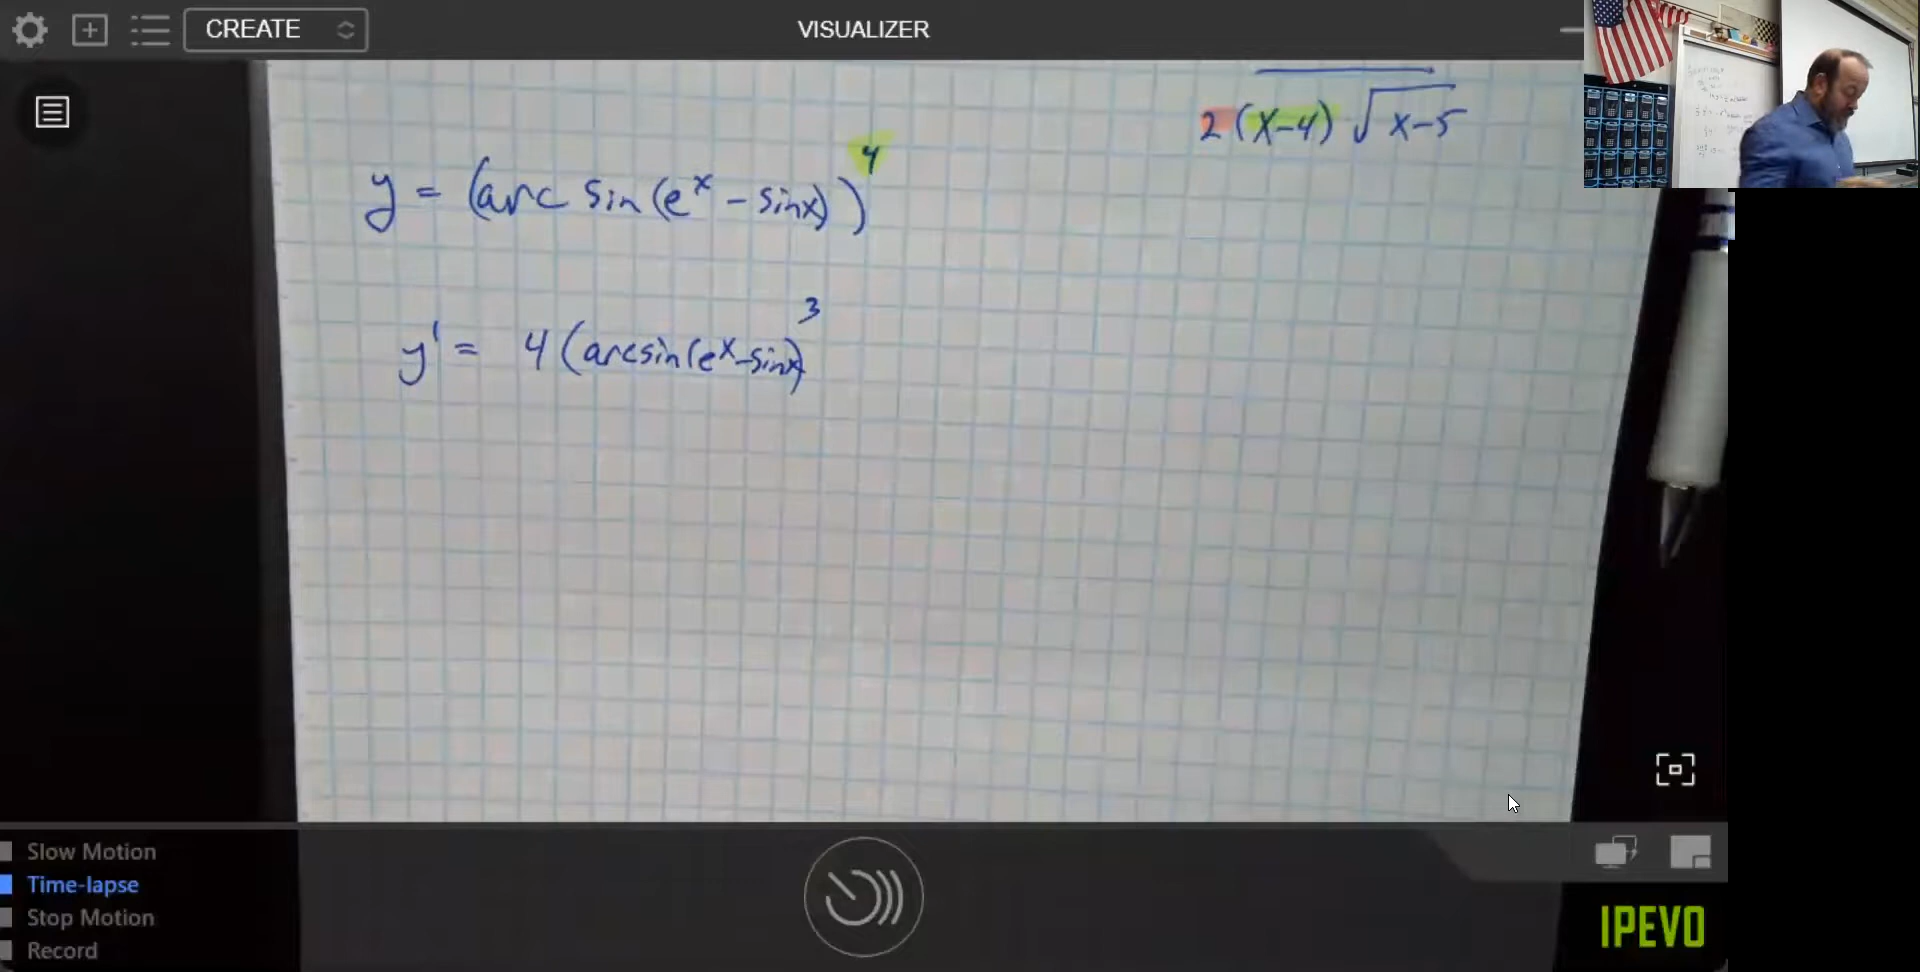 CREATE
VISUALIZER
2 (x-4) √x-5
y = (arc sin (e^x - sinx))^4
y' = 4 (arcsin(e^x-sinx)^3
Slow Motion
Time-lapse
Stop Motion
Record
IPEVO